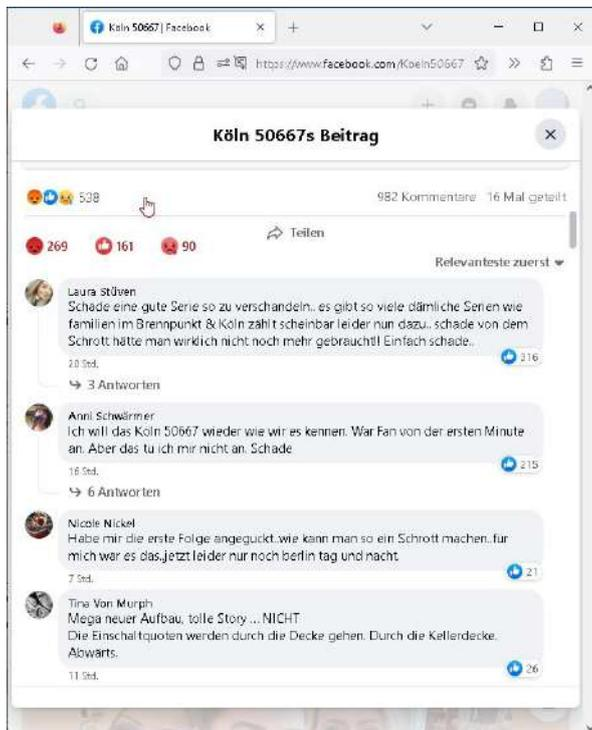 Köln 50667 | Facebook
https://www.facebook.com/Koeln50667
Köln 50667s Beitrag
538
982 Kommentare 16 Mal geteilt
Teilen
269 161 90
Relevanteste zuerst
Laura Stüven
Schade eine gute Serie so zu verschandeln.. es gibt so viele dämliche Serien wie
familien im Brennpunkt & Köln zählt scheinbar leider nun dazu.. schade von dem
Schrott hätte man wirklich nicht noch mehr gebraucht!! Einfach schade..
316
20 Std.
3 Antworten
Anni Schwärmer
Ich will das Köln 50667 wieder wie wir es kennen. War Fan von der ersten Minute
an. Aber das tu ich mir nicht an. Schade
215
16 Std.
6 Antworten
Nicole Nickel
Habe mir die erste Folge angeguckt..wie kann man so ein Schrott machen..für
mich war es das..jetzt leider nur noch berlin tag und nacht
21
7 Std.
Tina Von Murph
Mega neuer Aufbau, tolle Story ... NICHT
Die Einschaltquoten werden durch die Decke gehen. Durch die Kellerdecke.
Abwärts.
26
11 Std.